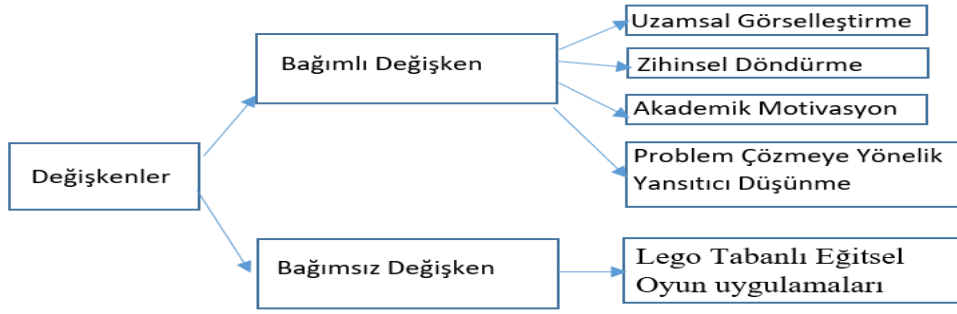 Değişkenler
Bağımlı Değişken
Uzamsal Görselleştirme
Zihinsel Döndürme
Akademik Motivasyon
Problem Çözmeye Yönelik
Yansıtıcı Düşünme
Bağımsız Değişken
Lego Tabanlı Eğitsel
Oyun uygulamaları